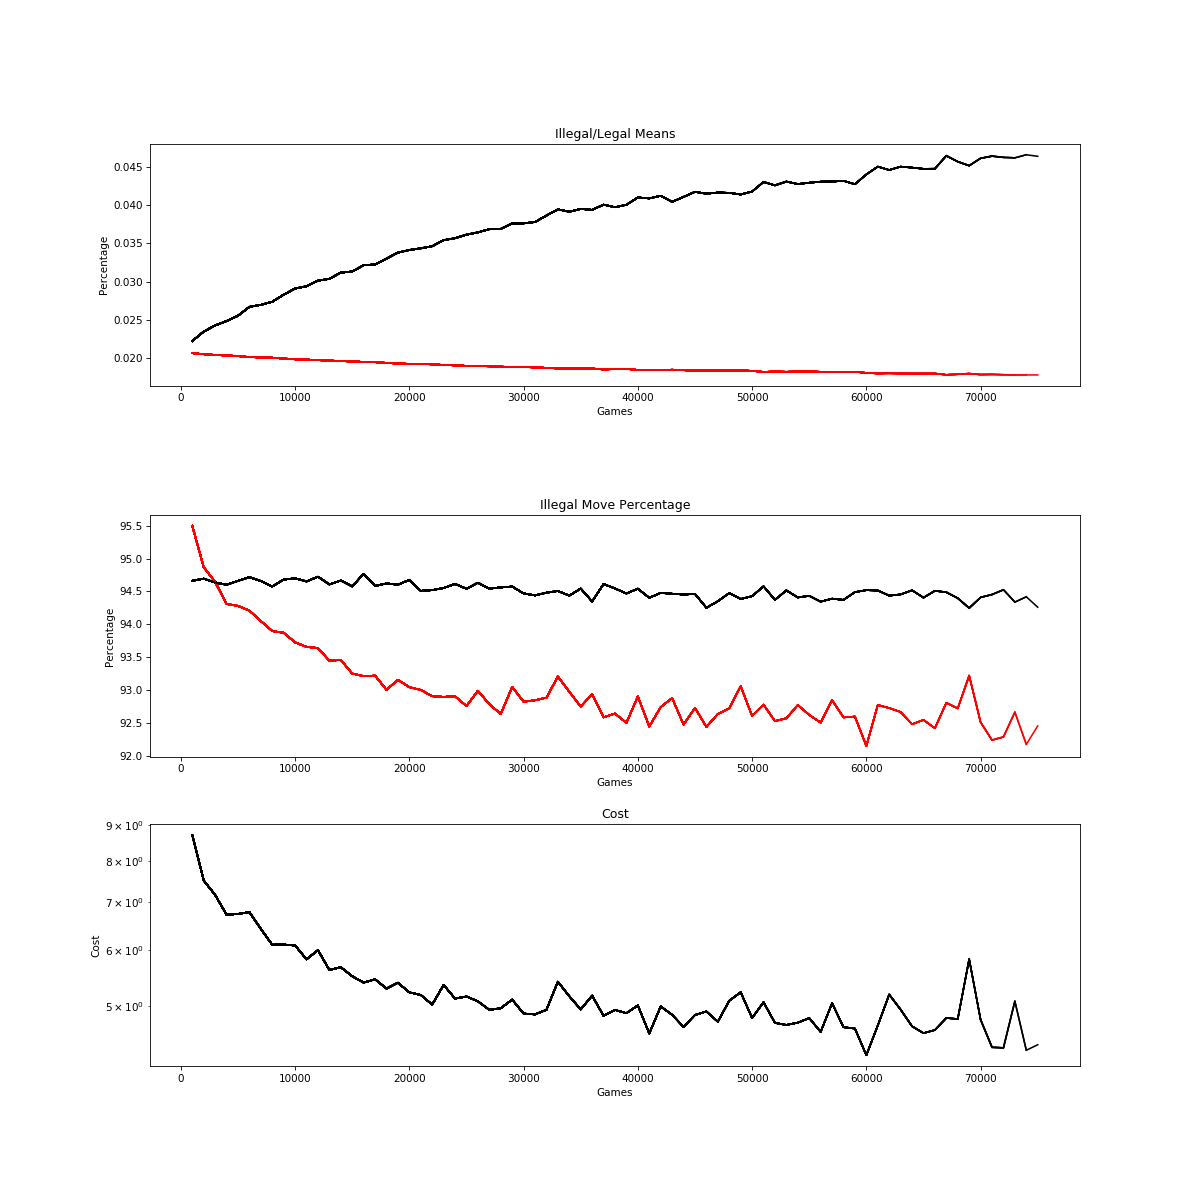 Illegal/Legal Means
Percentage
0.045
0.040
0.035
0.030
0.025
0.020
0 10000 20000 30000 40000 50000 60000 70000
Games
Illegal Move Percentage
Percentage
95.5
95.0
94.5
94.0
93.5
93.0
92.5
92.0
0 10000 20000 30000 40000 50000 60000 70000
Games
Cost
Cost
9 × 10⁰
8 × 10⁰
7 × 10⁰
6 × 10⁰
5 × 10⁰
0 10000 20000 30000 40000 50000 60000 70000
Games